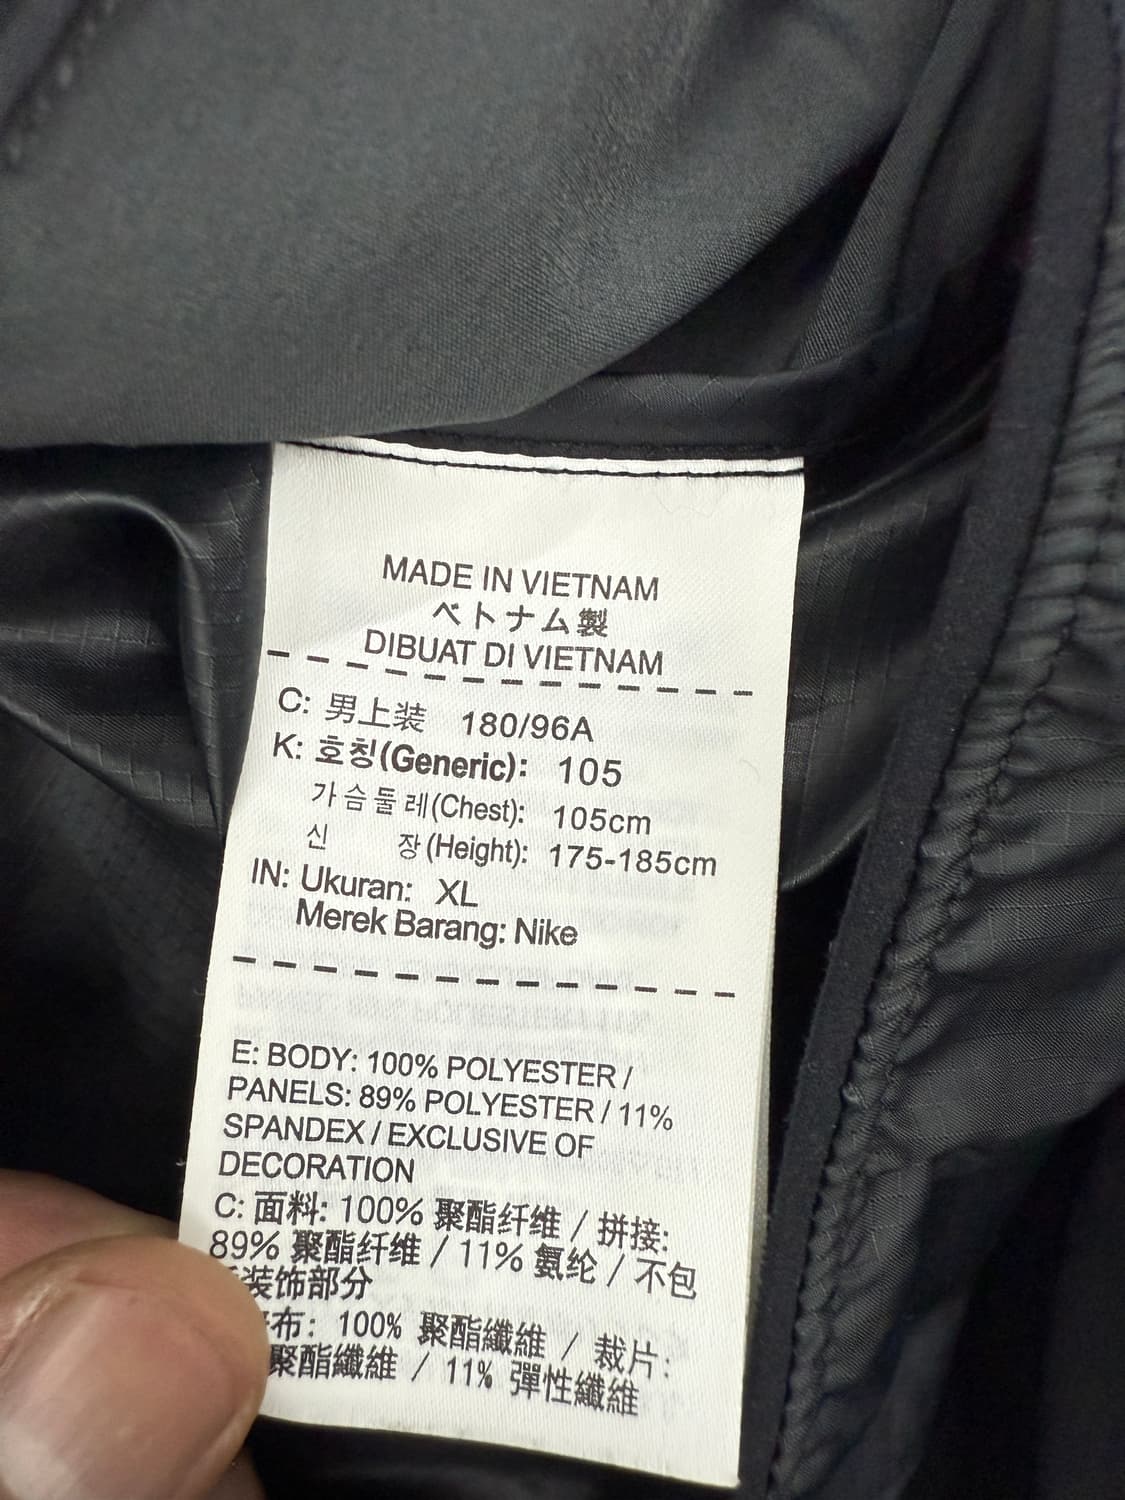 MADE IN VIETNAM
ベトナム製
DIBUAT DI VIETNAM
C: 男上装 180/96A
K: 호칭(Generic): 105
가슴둘레(Chest): 105cm
신 장(Height): 175-185cm
IN: Ukuran: XL
Merek Barang: Nike
E: BODY: 100% POLYESTER /
PANELS: 89% POLYESTER / 11%
SPANDEX / EXCLUSIVE OF
DECORATION
C: 面料: 100% 聚酯纤维 / 拼接:
89% 聚酯纤维 / 11% 氨纶 / 不包
装饰部分
布: 100% 聚酯纖維 / 裁片:
聚酯纖維 / 11% 彈性纖維